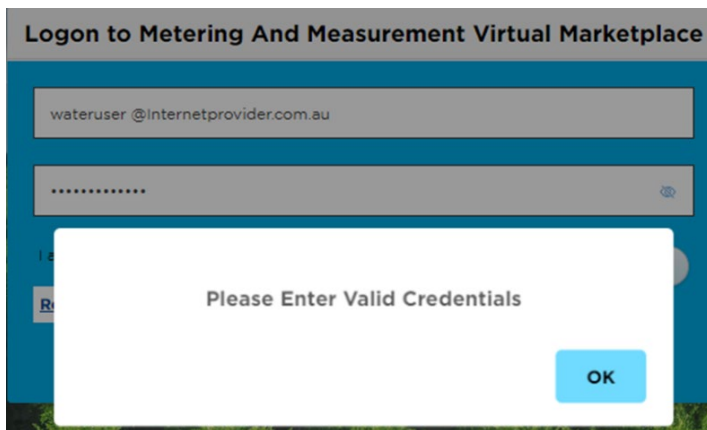 Logon to Metering And Measurement Virtual Marketplace
wateruser @Internetprovider.com.au
•••••••••••••
Please Enter Valid Credentials
OK